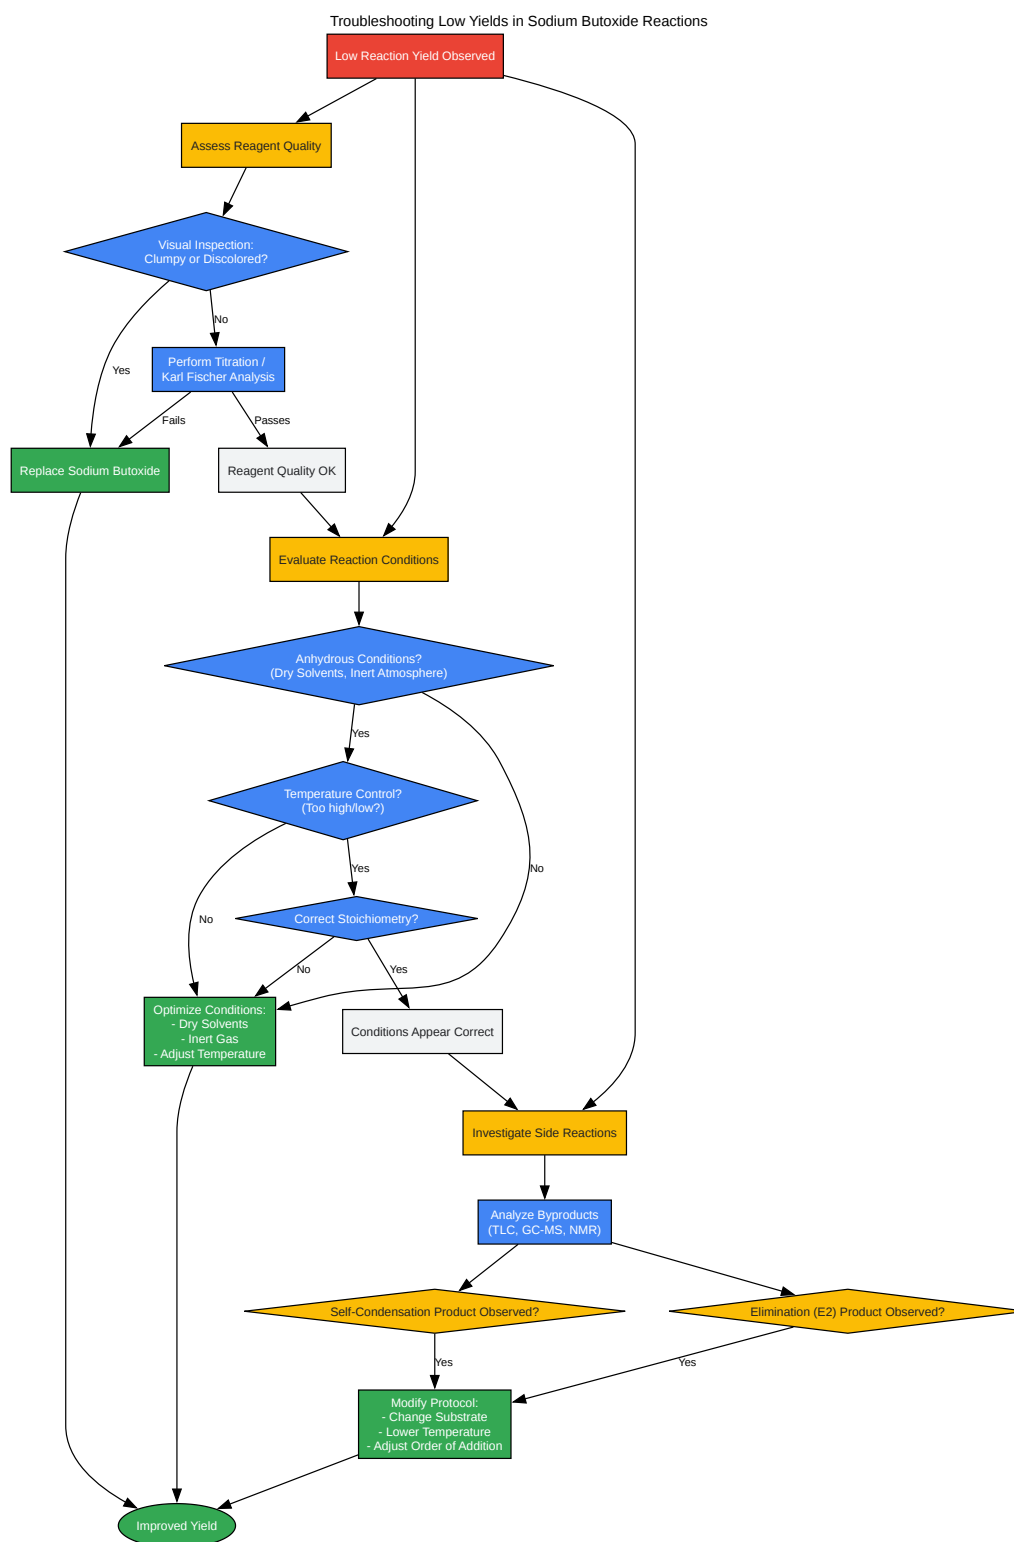 Troubleshooting Low Yields in Sodium Butoxide Reactions
Low Reaction Yield Observed
Assess Reagent Quality
Visual Inspection:
Clumpy or Discolored?
No
Yes
Perform Titration /
Karl Fischer Analysis
Fails
Passes
Replace Sodium Butoxide
Reagent Quality OK
Evaluate Reaction Conditions
Anhydrous Conditions?
(Dry Solvents, Inert Atmosphere)
Yes
Temperature Control?
(Too high/low?)
Yes
No
No
Correct Stoichiometry?
No
Yes
Optimize Conditions:
- Dry Solvents
- Inert Gas
- Adjust Temperature
Conditions Appear Correct
Investigate Side Reactions
Analyze Byproducts
(TLC, GC-MS, NMR)
Self-Condensation Product Observed?
Elimination (E2) Product Observed?
Yes
Yes
Modify Protocol:
- Change Substrate
- Lower Temperature
- Adjust Order of Addition
Improved Yield